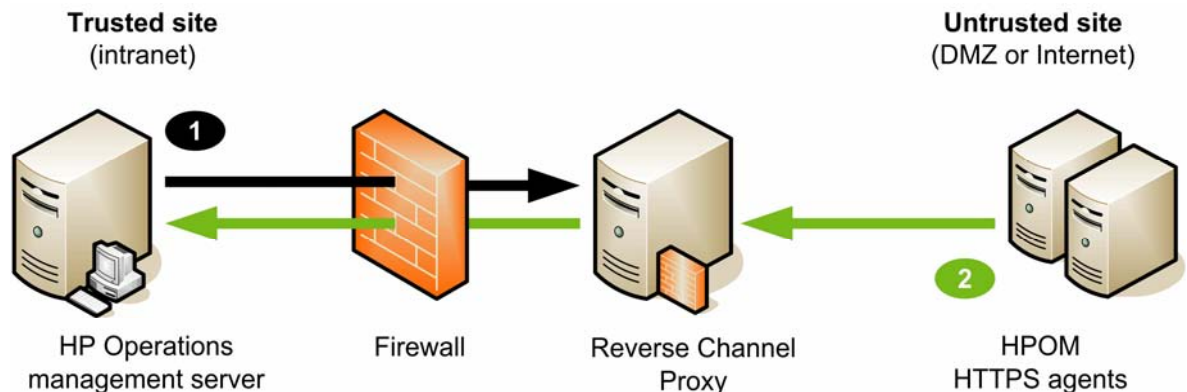 Trusted site
(intranet)
Untrusted site
(DMZ or Internet)
1
2
HP Operations
management server
Firewall
Reverse Channel
Proxy
HPOM
HTTPS agents